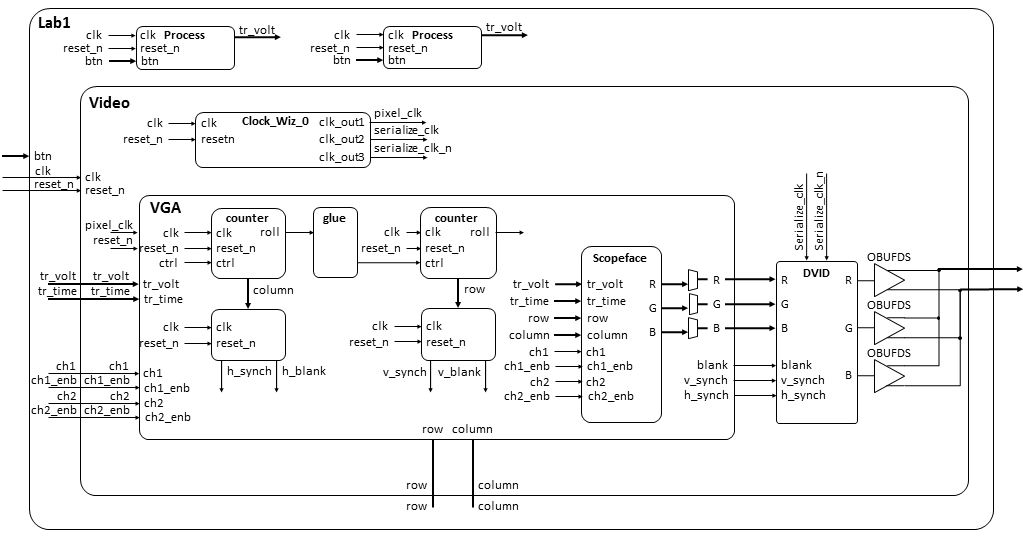 Lab1
clk clk Process tr_volt
reset_n reset_n
btn btn
clk clk Process tr_volt
reset_n reset_n
btn btn
Video
clk clk Clock_Wiz_0 clk_out1 pixel_clk
reset_n resetn clk_out2 serialize_clk
clk_out3 serialize_clk_n
btn
clk clk
reset_n reset_n
VGA
pixel_clk
reset_n
counter
clk clk roll
reset_n reset_n
ctrl ctrl
column
glue
counter
clk clk roll
reset_n reset_n
ctrl
row
tr_volt tr_volt tr_volt
tr_time tr_time tr_time
clk clk
reset_n reset_n
h_synch h_blank
clk clk
reset_n reset_n
v_synch v_blank
ch1 ch1 ch1
ch1_enb ch1_enb ch1_enb
ch2 ch2 ch2
ch2_enb ch2_enb ch2_enb
Scopeface
tr_volt tr_volt R
tr_time tr_time G
row row
column column B
ch1 ch1
ch1_enb ch1_enb
ch2 ch2
ch2_enb ch2_enb
Serialize_clk
Serialize_clk_n
DVID
R R R
G G G
B B B
blank blank
v_synch v_synch
h_synch h_synch
OBUFDS
OBUFDS
OBUFDS
row column
row column
row column